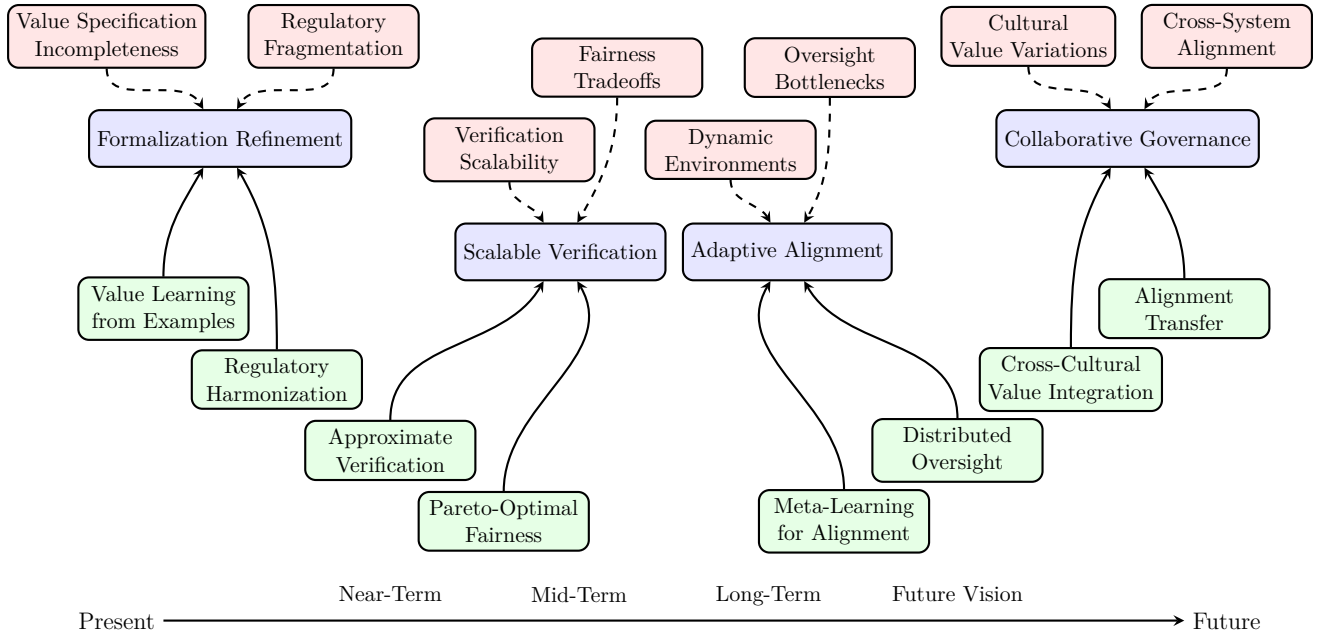 Value Specification
Incompleteness
Regulatory
Fragmentation
Cultural
Value Variations
Cross-System
Alignment
Fairness
Tradeoffs
Oversight
Bottlenecks
Verification
Scalability
Dynamic
Environments
Formalization Refinement
Collaborative Governance
Scalable Verification
Adaptive Alignment
Value Learning
from Examples
Alignment
Transfer
Regulatory
Harmonization
Cross-Cultural
Value Integration
Approximate
Verification
Distributed
Oversight
Pareto-Optimal
Fairness
Meta-Learning
for Alignment
Near-Term
Mid-Term
Long-Term
Future Vision
Present
Future